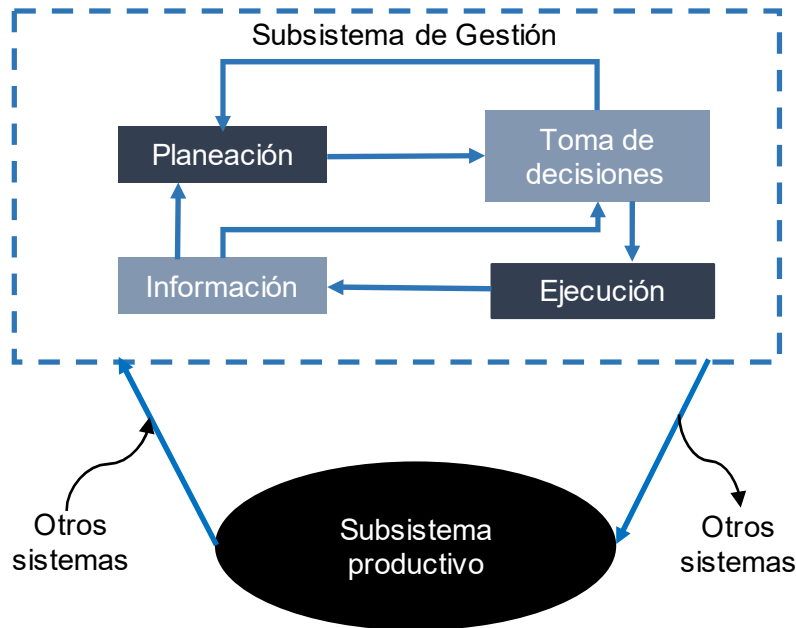 Subsistema de Gestión
Planeación
Toma de
decisiones
Información
Ejecución
Otros
sistemas
Subsistema
productivo
Otros
sistemas